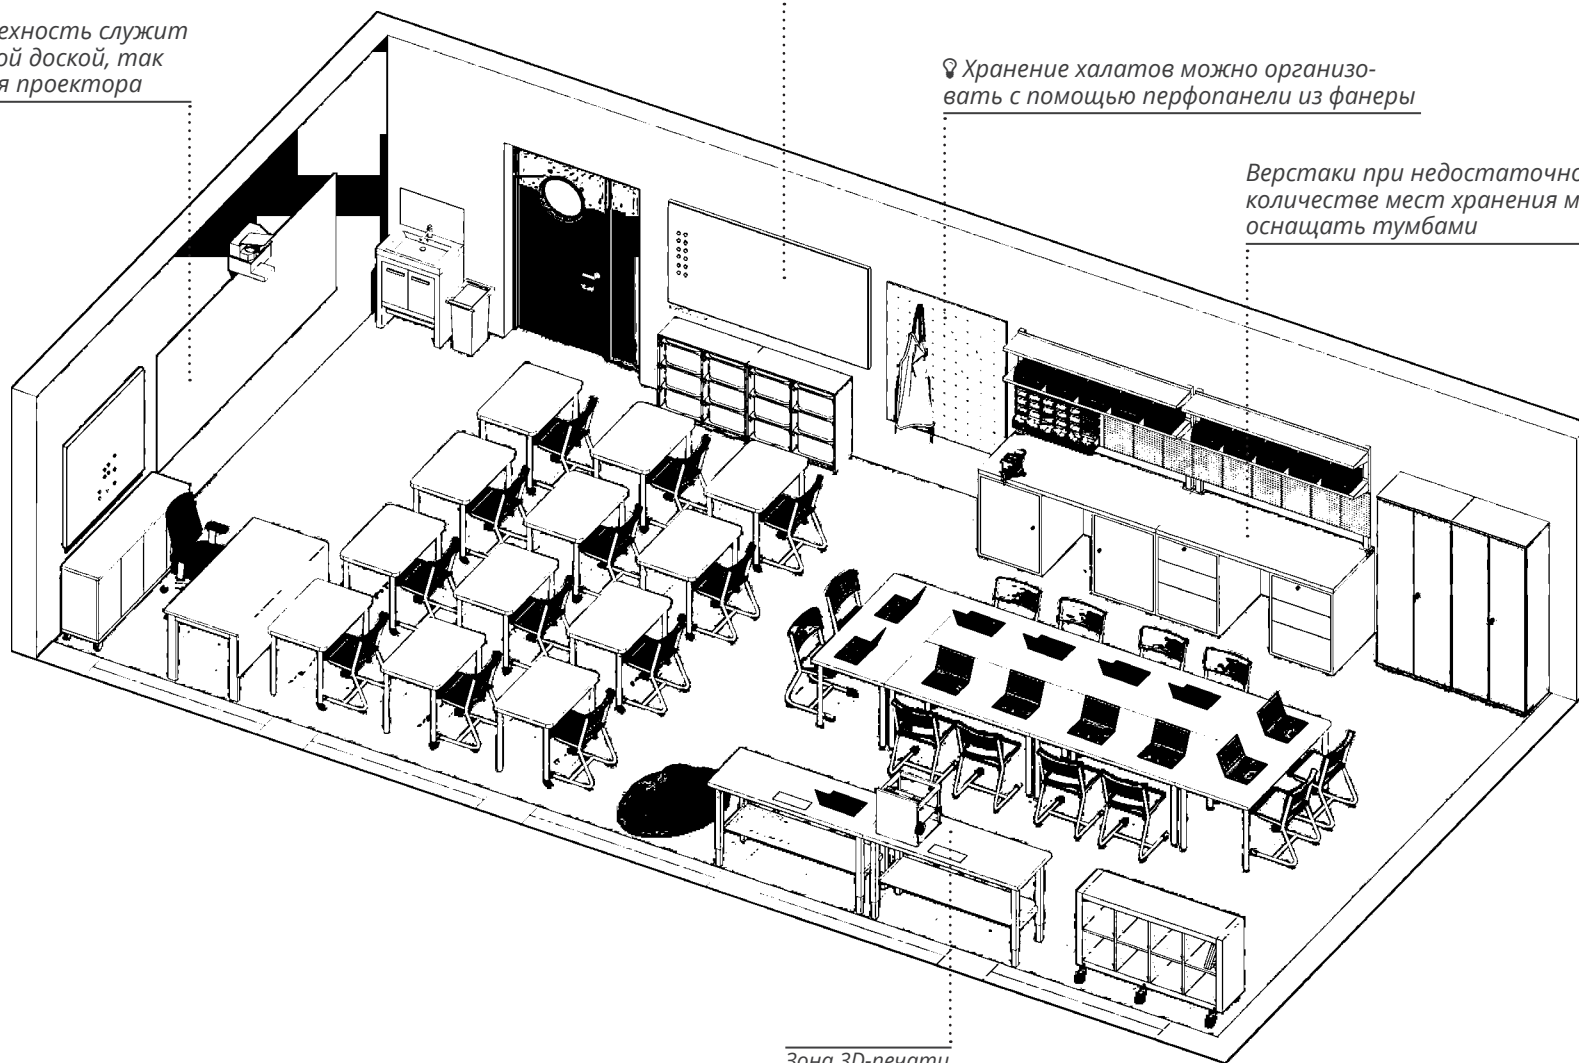 служит
ой доской, так
я проектора
Хранение халатов можно организо-
вать с помощью перфопанели из фанеры
Верстаки при недостаточно
количестве мест хранения м
оснащать тумбами
Зона 3D-печати